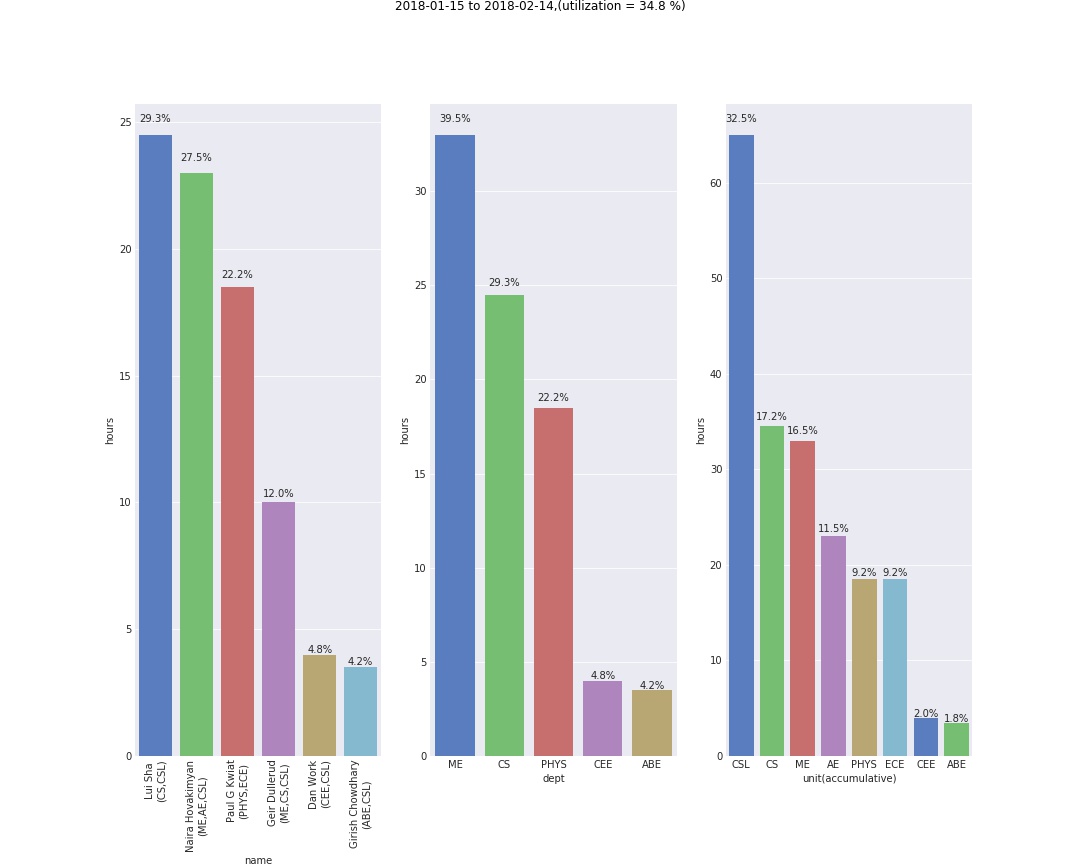 2018-01-15 to 2018-02-14,(utilization = 34.8 %)
29.3%
27.5%
22.2%
12.0%
4.8%
4.2%
25
20
15
10
5
0
hours
Lui Sha
(CS,CSL)
Naira Hovakimyan
(ME,AE,CSL)
Paul G Kwiat
(PHYS,ECE)
Geir Dullerud
(ME,CS,CSL)
Dan Work
(CEE,CSL)
Girish Chowdhary
(ABE,CSL)
name
39.5%
29.3%
22.2%
4.8%
4.2%
30
25
20
15
10
5
0
hours
ME CS PHYS CEE ABE
dept
32.5%
17.2%
16.5%
11.5%
9.2%
9.2%
2.0%
1.8%
60
50
40
30
20
10
0
hours
CSL CS ME AE PHYS ECE CEE ABE
unit(accumulative)